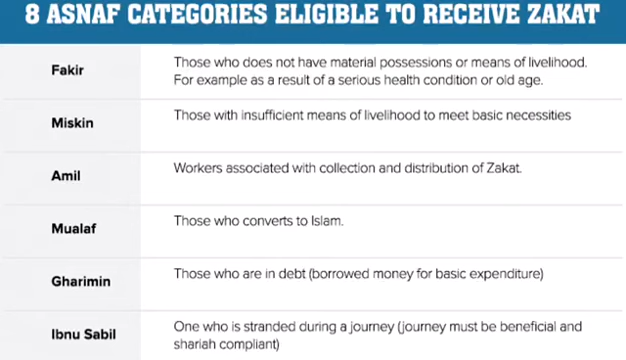 8 ASNAF CATEGORIES ELIGIBLE TO RECEIVE ZAKAT
Fakir
Those who does not have material possessions or means of livelihood.
For example as a result of a serious health condition or old age.
Miskin
Those with insufficient means of livelihood to meet basic necessities
Amil
Workers associated with collection and distribution of Zakat.
Mualaf
Those who converts to Islam.
Gharimin
Those who are in debt (borrowed money for basic expenditure)
Ibnu Sabil
One who is stranded during a journey (journey must be beneficial and
shariah compliant)